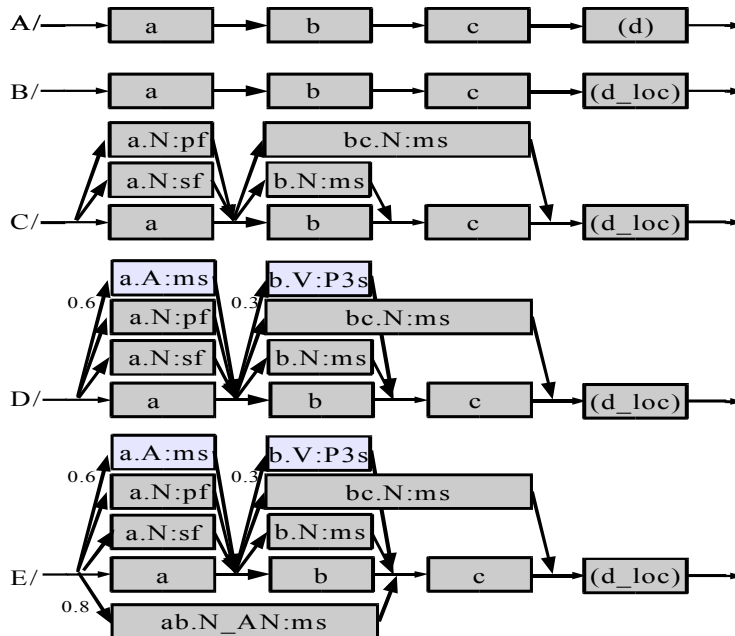 A/ a b c (d)
B/ a b c (d_loc)
a.N:pf bc.N:ms
a.N:sf b.N:ms
C/ a b c (d_loc)
a.A:ms b.V:P3s
0.6 0.3
a.N:pf bc.N:ms
a.N:sf b.N:ms
D/ a b c (d_loc)
a.A:ms b.V:P3s
0.6 0.3
a.N:pf bc.N:ms
a.N:sf b.N:ms
E/ a b c (d_loc)
0.8
ab.N_AN:ms